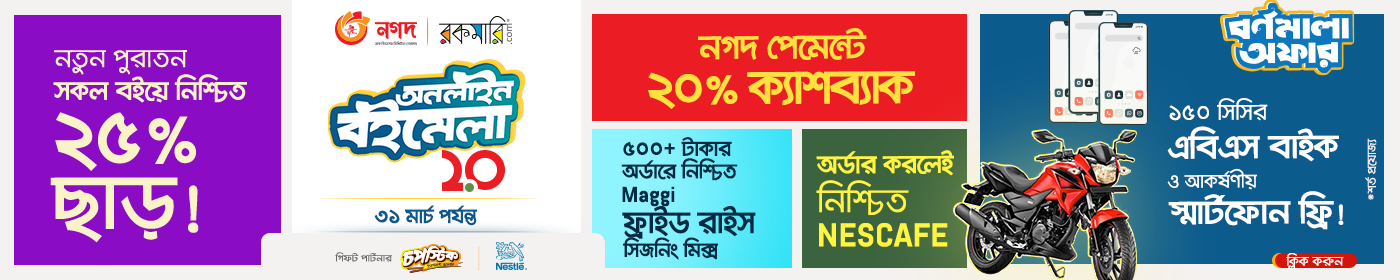 নতুন পুরাতন
সকল বইয়ে নিশ্চিত
২৫%
ছাড়!
নগদ
রকমারি.com
অনলাইন
বইমেলা
২.০
৩১ মার্চ পর্যন্ত
গিফট পার্টনার
চপস্টিক
Nestlé.
নগদ পেমেন্টে
২০% ক্যাশব্যাক
৫০০+ টাকার
অর্ডারে নিশ্চিত
Maggi
ফ্রাইড রাইস
সিজনিং মিক্স
অর্ডার করলেই
নিশ্চিত
NESCAFE
বর্ণমালা
অফার
১৫০ সিসির
এবিএস বাইক
ও আকর্ষণীয়
স্মার্টফোন ফ্রি!
*শর্ত প্রযোজ্য
ক্লিক করুন